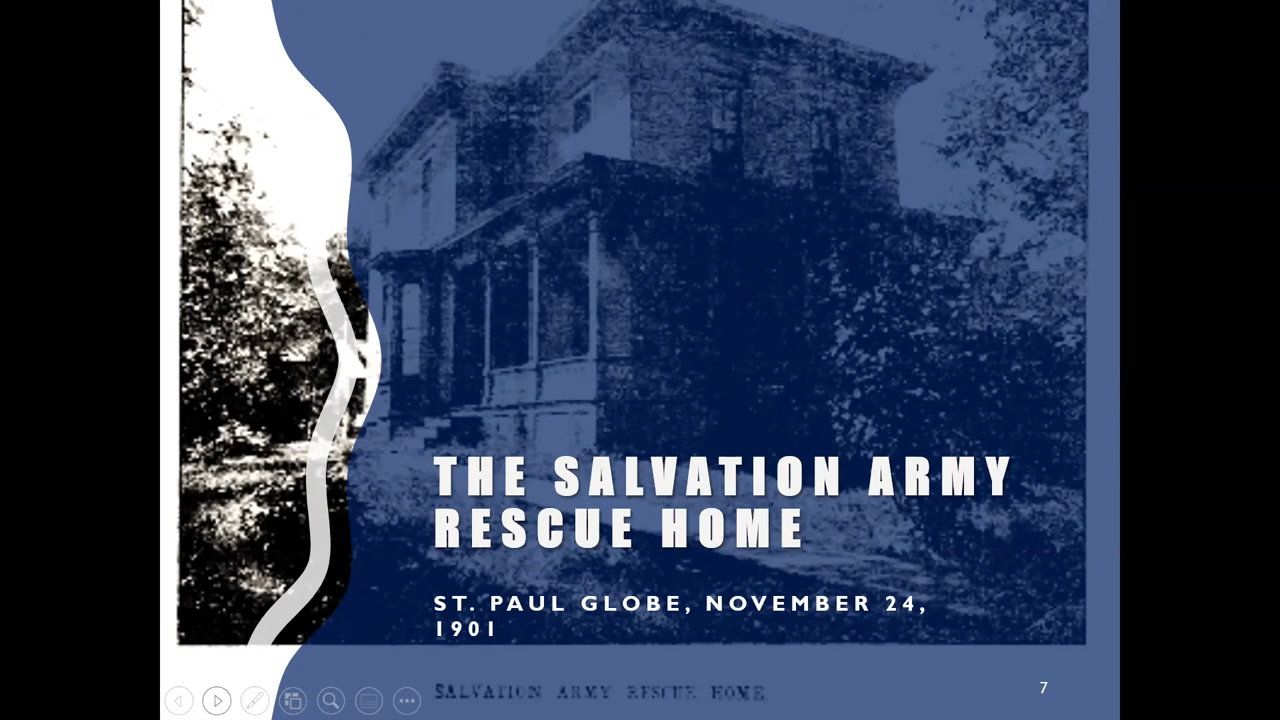 THE SALVATION ARMY
RESCUE HOME
ST. PAUL GLOBE, NOVEMBER 24,
1901
SALVATION ARMY RESCUE HOME
7